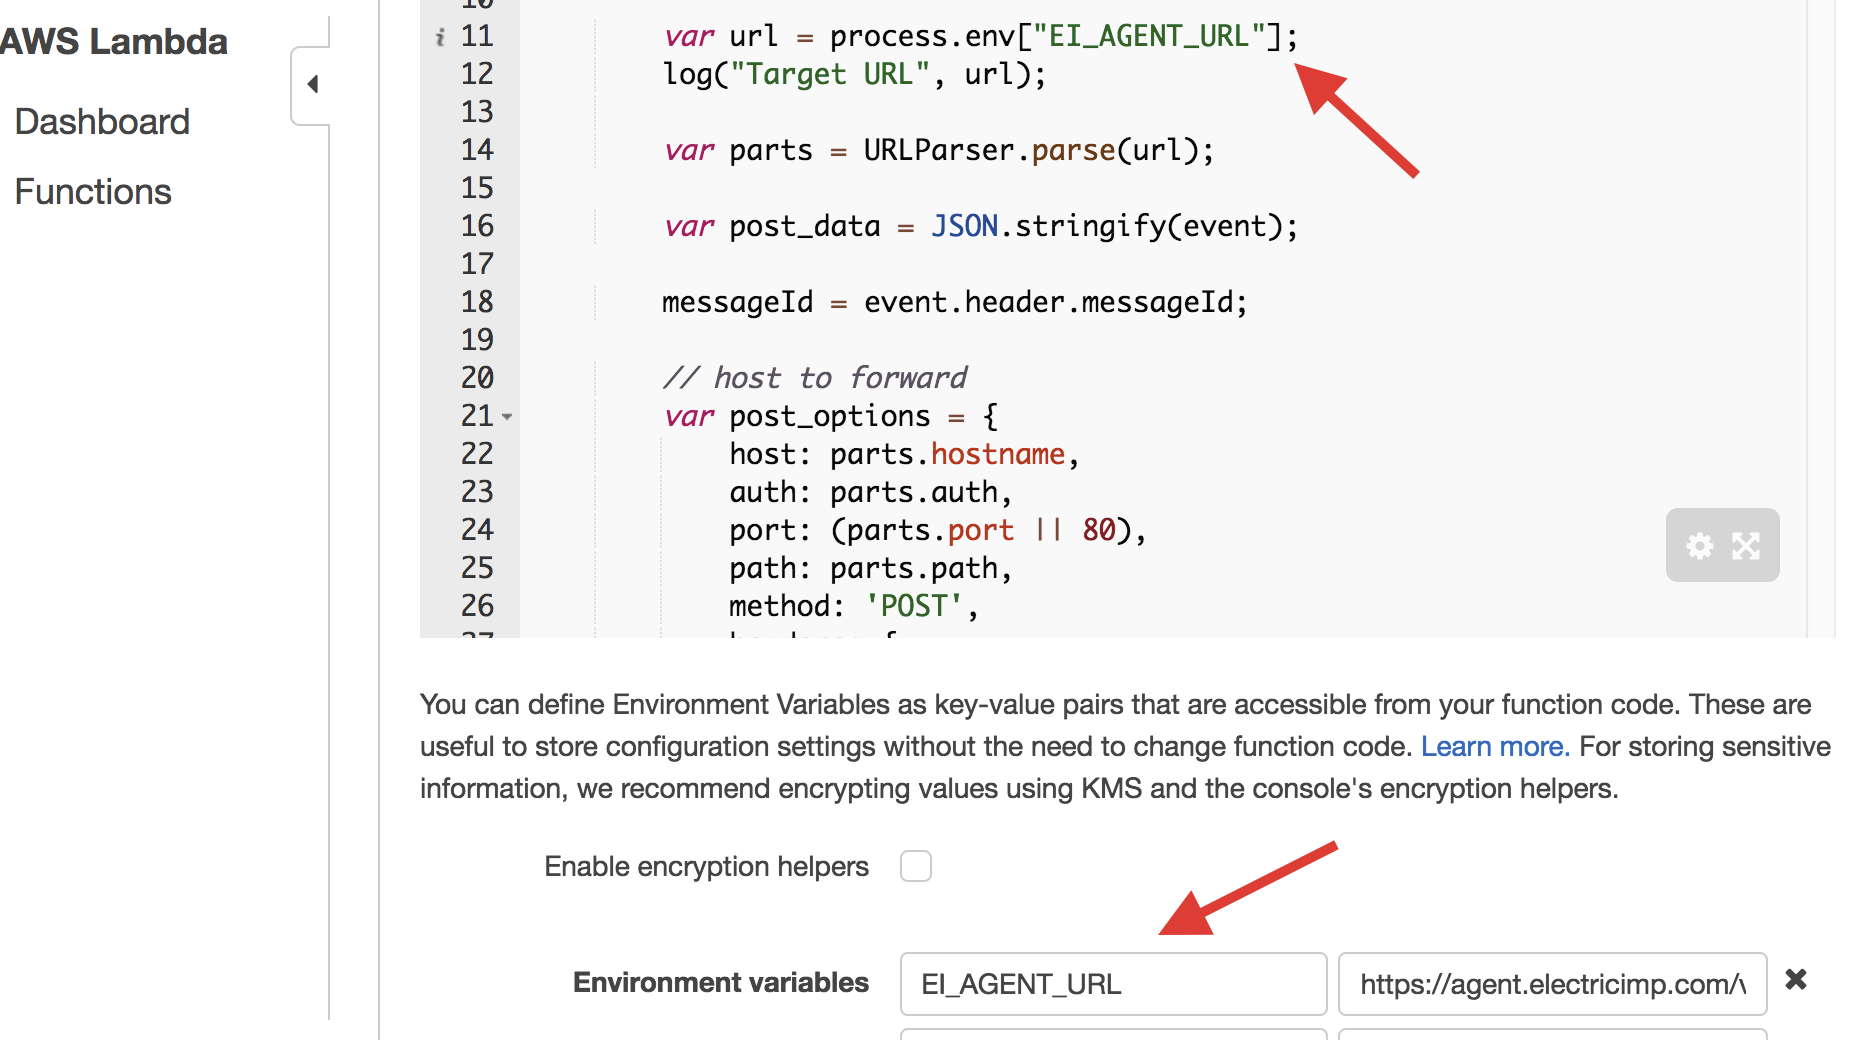 AWS Lambda
Dashboard
Functions
10
i 11 var url = process.env["EI_AGENT_URL"];
12 log("Target URL", url);
13
14 var parts = URLParser.parse(url);
15
16 var post_data = JSON.stringify(event);
17
18 messageId = event.header.messageId;
19
20 // host to forward
21 var post_options = {
22 host: parts.hostname,
23 auth: parts.auth,
24 port: (parts.port || 80),
25 path: parts.path,
26 method: 'POST',
27
You can define Environment Variables as key-value pairs that are accessible from your function code. These are
useful to store configuration settings without the need to change function code. Learn more. For storing sensitive
information, we recommend encrypting values using KMS and the console's encryption helpers.
Enable encryption helpers
Environment variables EI_AGENT_URL https://agent.electricimp.com/